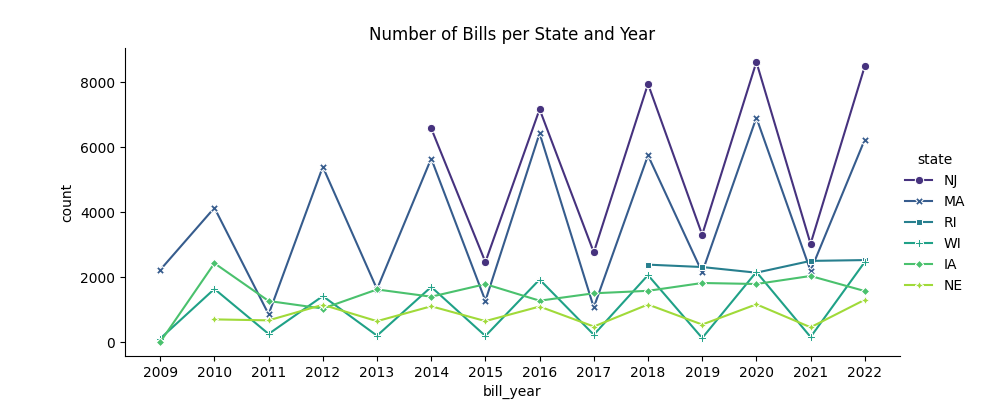 Number of Bills per State and Year
count
8000
6000
4000
2000
0
2009 2010 2011 2012 2013 2014 2015 2016 2017 2018 2019 2020 2021 2022
bill_year
state
NJ
MA
RI
WI
IA
NE